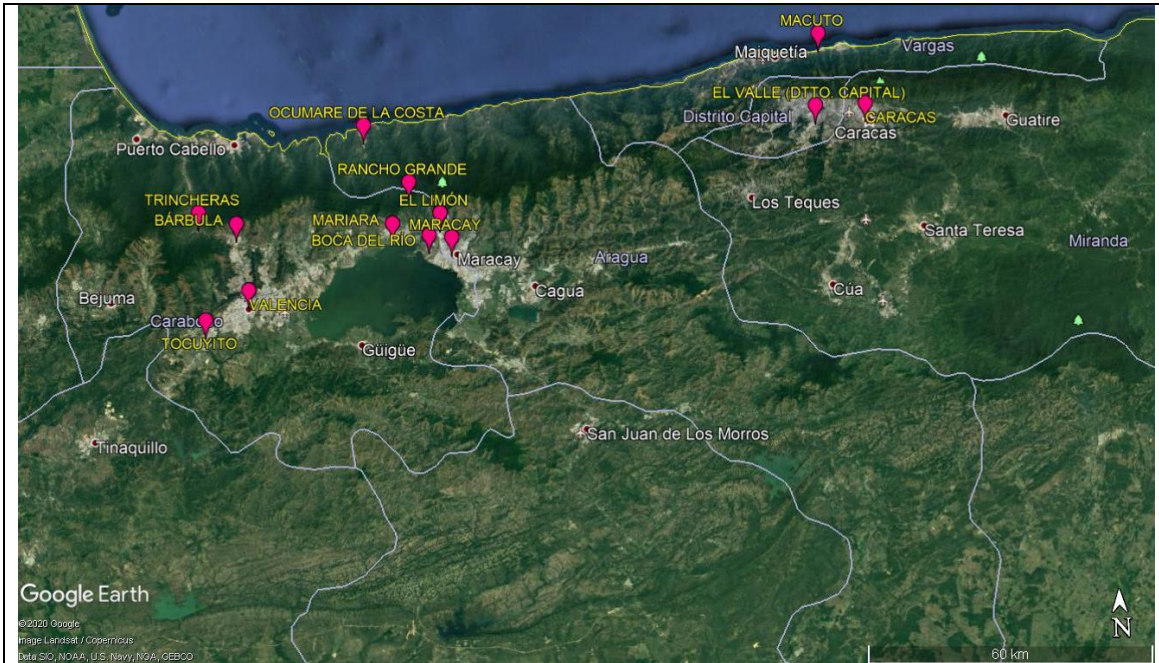 MACUTO
Maiquetía
Vargas
EL VALLE (DTTO. CAPITAL)
OCUMARE DE LA COSTA
Distrito Capital
CARACAS
Guatire
Caracas
Puerto Cabello
RANCHO GRANDE
TRINCHERAS
EL LIMÓN
Los Teques
BÁRBULA
MARIARA
MARACAY
Santa Teresa
BOCA DEL RÍO
Miranda
Maracay
Aragua
Cúa
Cagua
Bejuma
VALENCIA
Carabobo
TOCUYITO
Güigüe
San Juan de Los Morros
Tinaquillo
Google Earth
©2020 Google
Image Landsat / Copernicus
Data SIO, NOAA, U.S. Navy, NGA, GEBCO
N
60 km